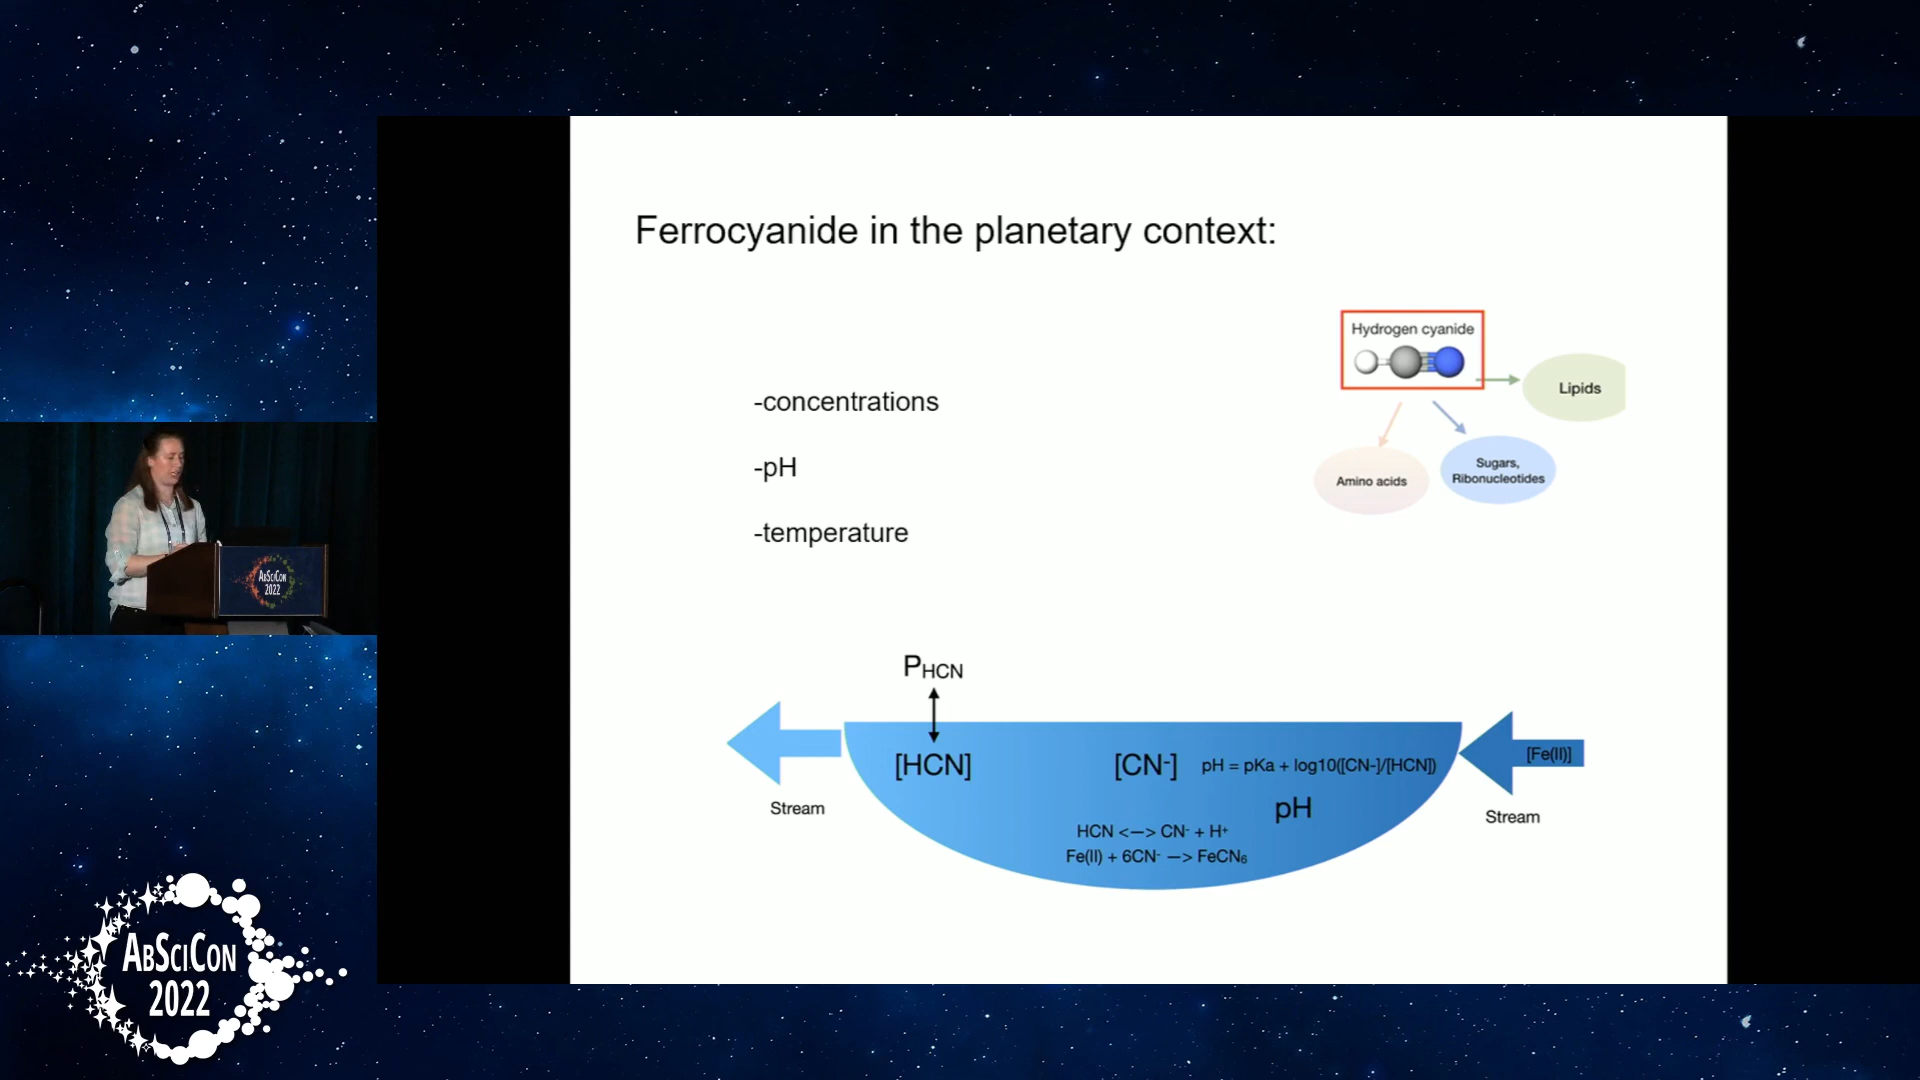 Ferrocyanide in the planetary context:
Hydrogen cyanide
Lipids
-concentrations
-pH
Sugars,
Ribonucleotides
Amino acids
-temperature
PHCN
[HCN]
[CN-]
pH = pKa + log10([CN-]/[HCN])
[Fe(II)]
pH
Stream
Stream
HCN <—> CN- + H+
Fe(II) + 6CN- —> FeCN6
ABSCICON
2022
ABSCICON
2022